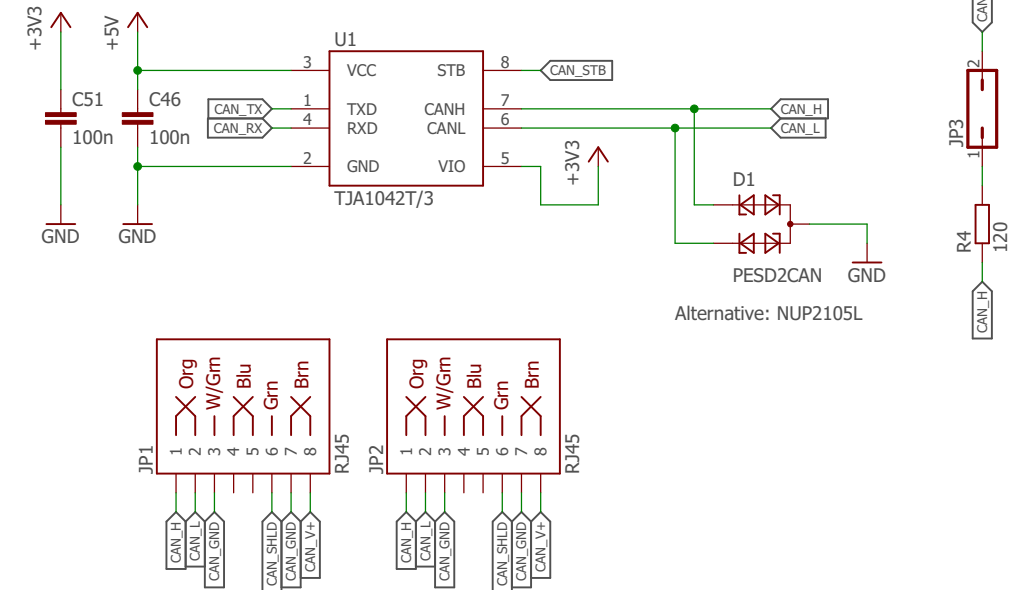 +3V3
+5V
C51
100n
C46
100n
GND
GND
U1
3 VCC STB 8 CAN_STB
CAN_TX 1 TXD CANH 7 CAN_H
CAN_RX 4 RXD CANL 6 CAN_L
2 GND VIO 5
TJA1042T/3
+3V3
D1
PESD2CAN
GND
Alternative: NUP2105L
2
JP3
1
R4
120
CAN_H
JP1
Org
W/Grn
Blu
Grn
Brn
1 2 3 4 5 6 7 8
RJ45
CAN_H
CAN_L
CAN_GND
CAN_SHLD
CAN_GND
CAN_V+
JP2
Org
W/Grn
Blu
Grn
Brn
1 2 3 4 5 6 7 8
RJ45
CAN_H
CAN_L
CAN_GND
CAN_SHLD
CAN_GND
CAN_V+